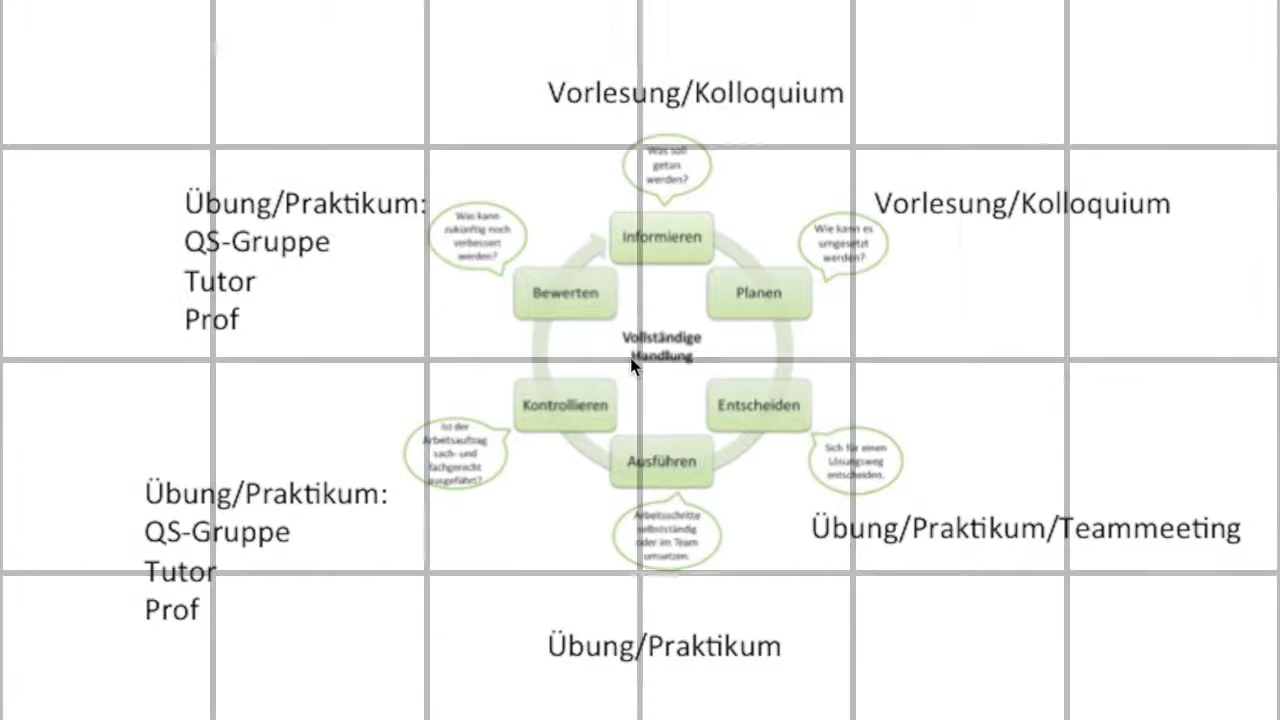 Vorlesung/Kolloquium
Was soll
getan
werden?
Übung/Praktikum:
QS-Gruppe
Tutor
Prof
Was kann
zukünftig noch
verbessert
werden?
Informieren
Wie kann es
umgesetzt
werden?
Vorlesung/Kolloquium
Bewerten
Planen
Vollständige
Handlung
Kontrollieren
Entscheiden
Ist der
Arbeitsauftrag
sach- und
fachgerecht
ausgeführt?
Ausführen
Sich für einen
Lösungsweg
entscheiden.
Übung/Praktikum:
QS-Gruppe
Tutor
Prof
Arbeitsschritte
selbstständig
oder im Team
umsetzen.
Übung/Praktikum/Teammeeting
Übung/Praktikum